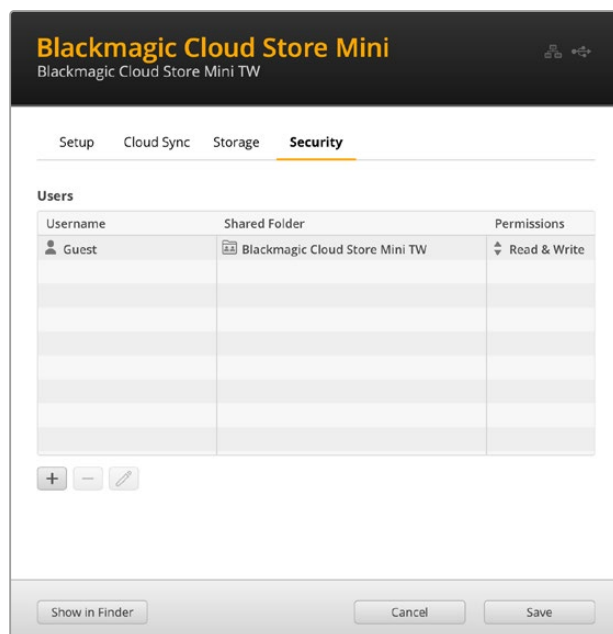 Blackmagic Cloud Store Mini
Blackmagic Cloud Store Mini TW
Setup Cloud Sync Storage Security
Users
Username Shared Folder Permissions
Guest Blackmagic Cloud Store Mini TW Read & Write
Show in Finder Cancel Save